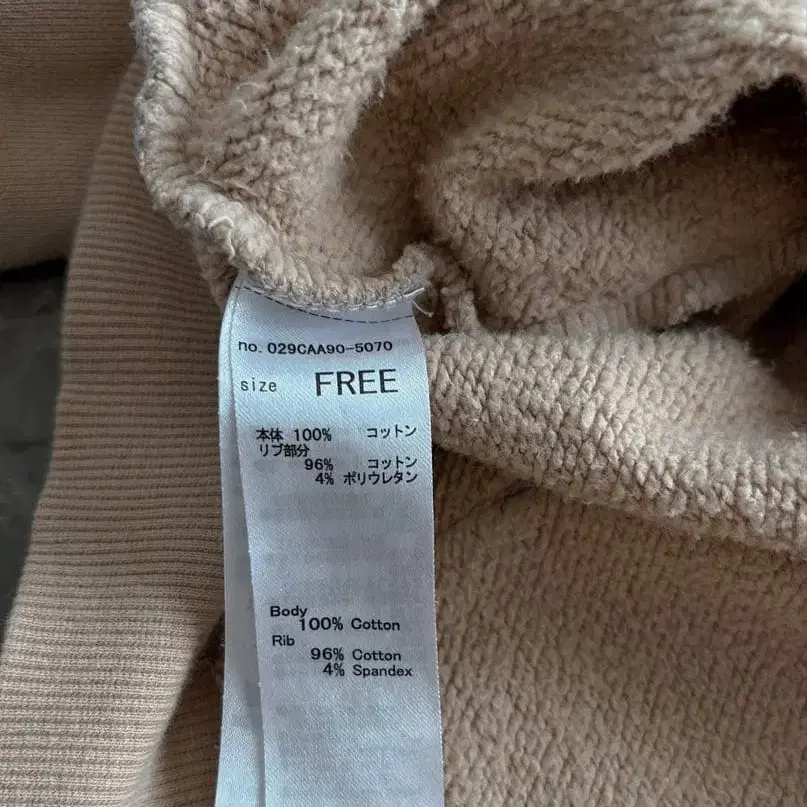 no. 029CAA90-5070
size FREE
本体 100% コットン
リブ部分
96% コットン
4% ポリウレタン
Body
100% Cotton
Rib
96% Cotton
4% Spandex